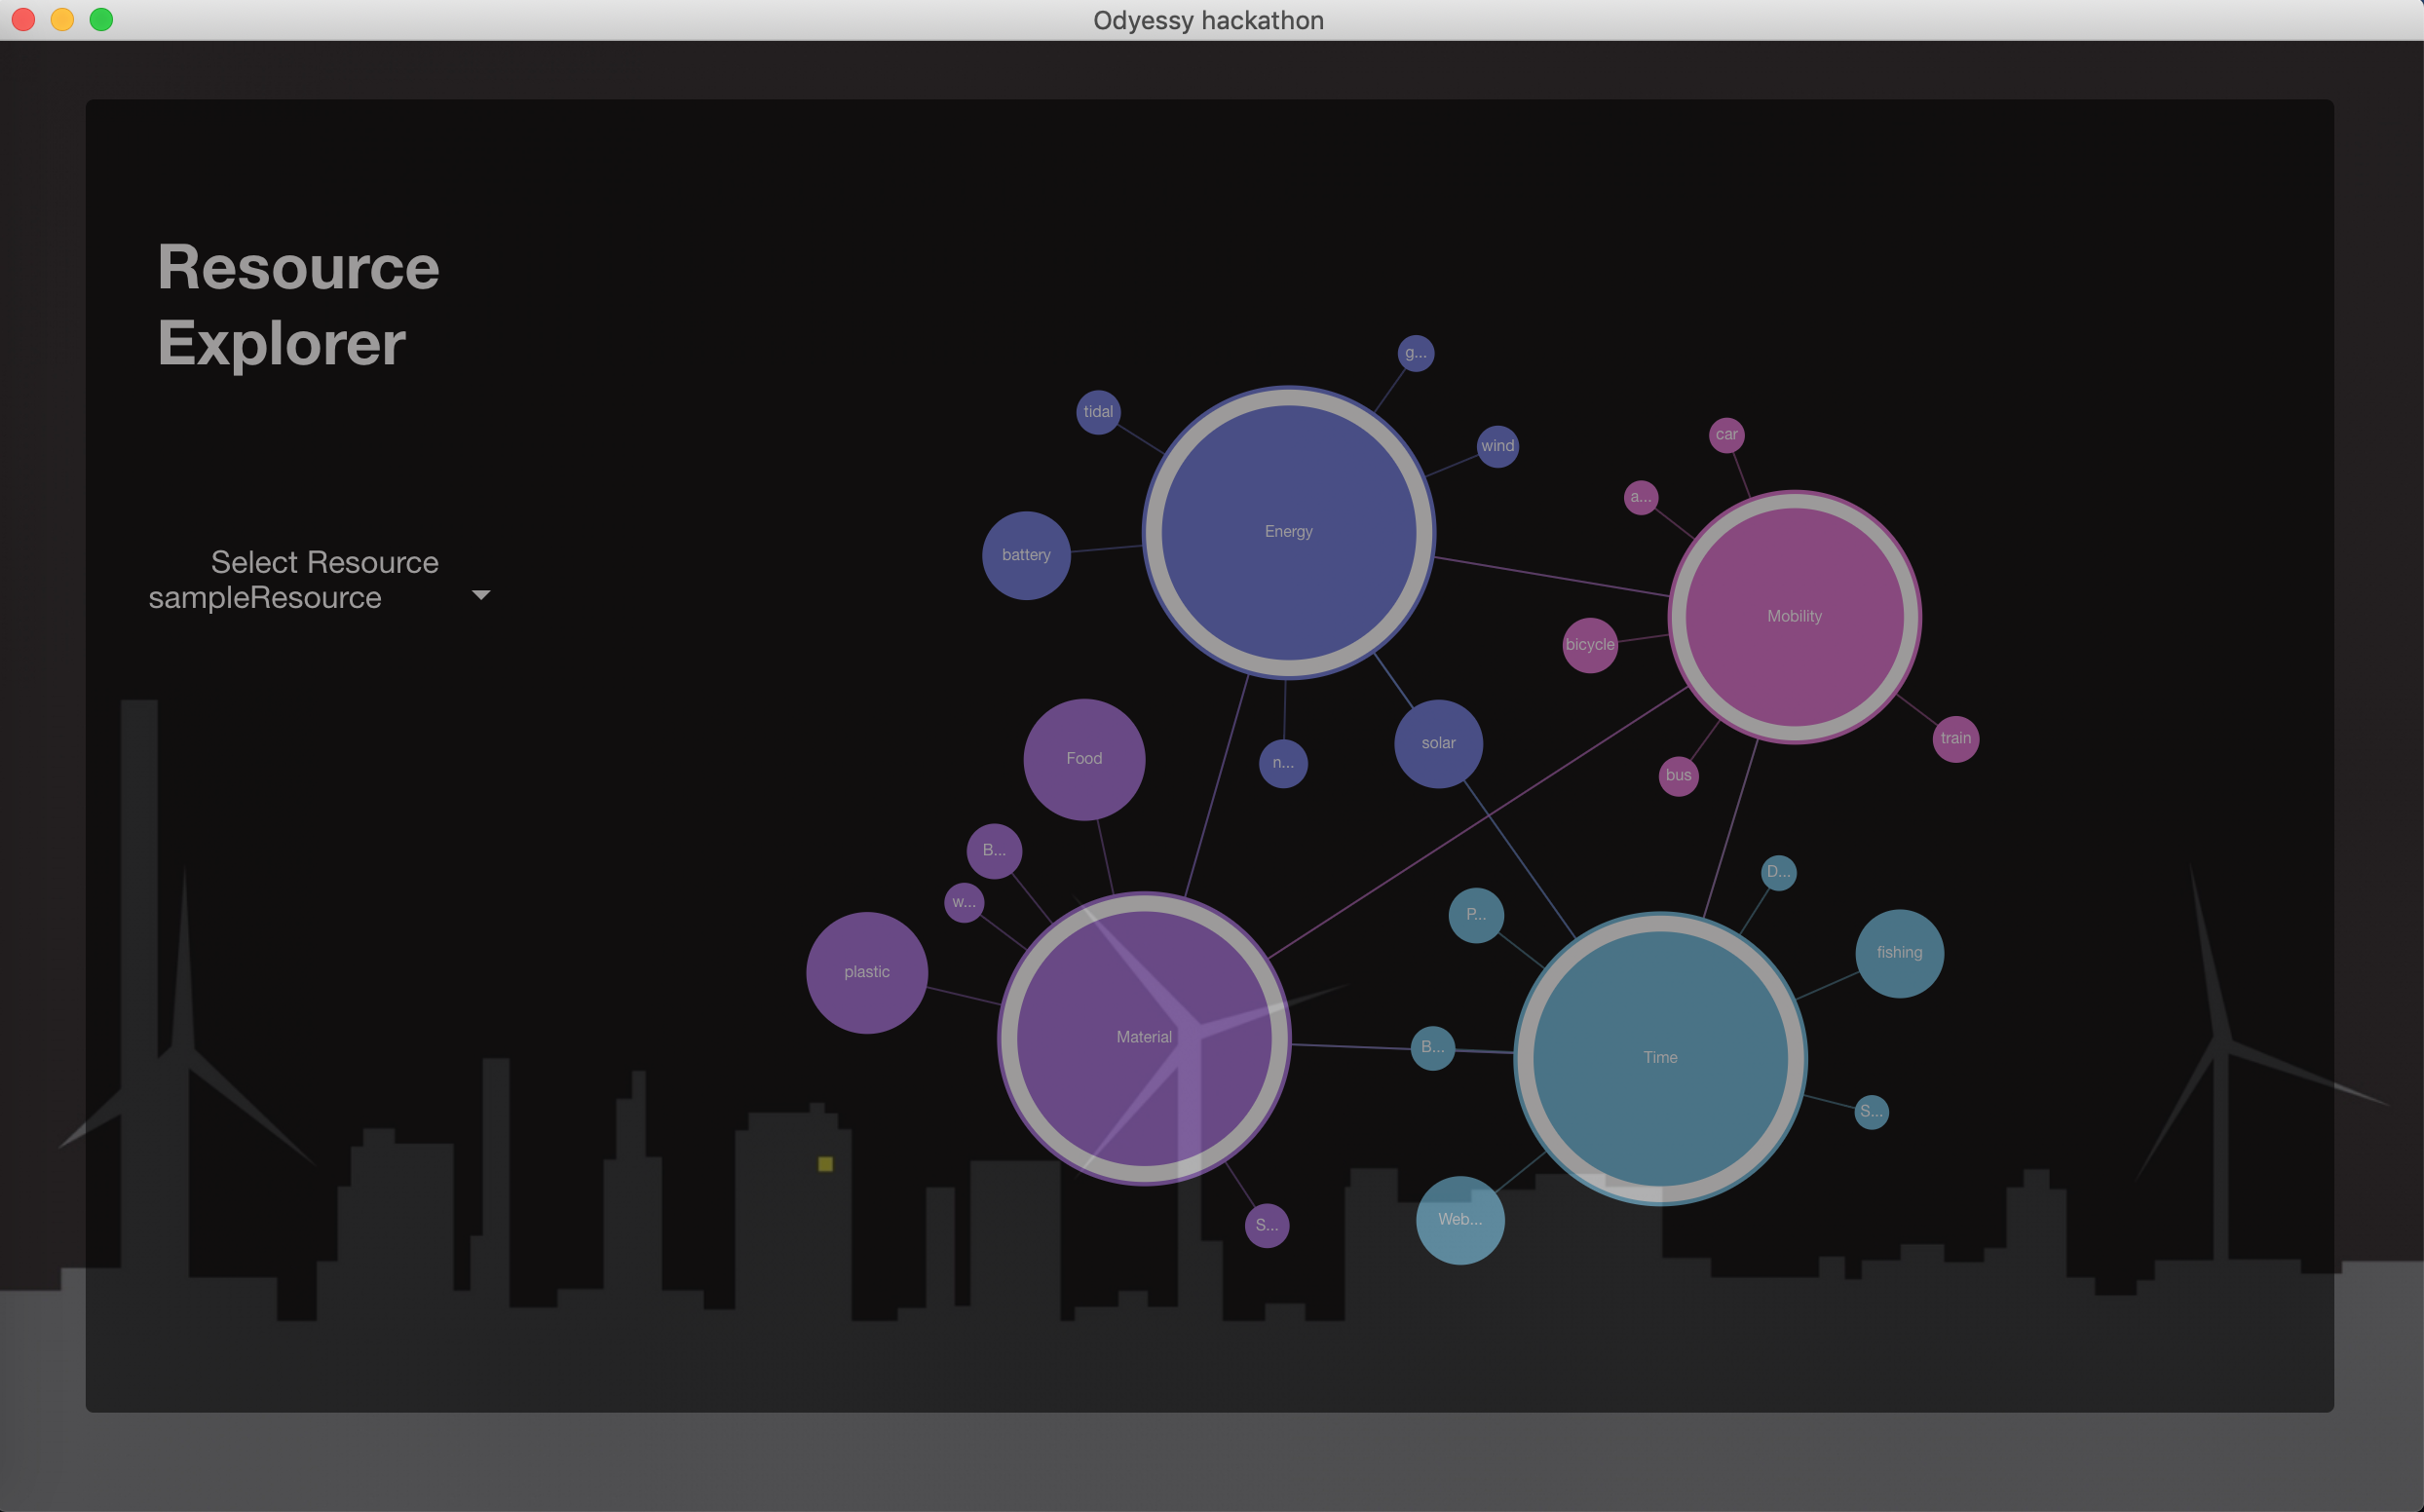 Odyessy hackathon
Resource
Explorer
Select Resource
sampleResource
g...
tidal
wind
battery
Energy
car
a...
Mobility
bicycle
train
bus
solar
n...
Food
B...
w...
plastic
Material
S...
D...
P...
fishing
B...
Time
S...
Web...